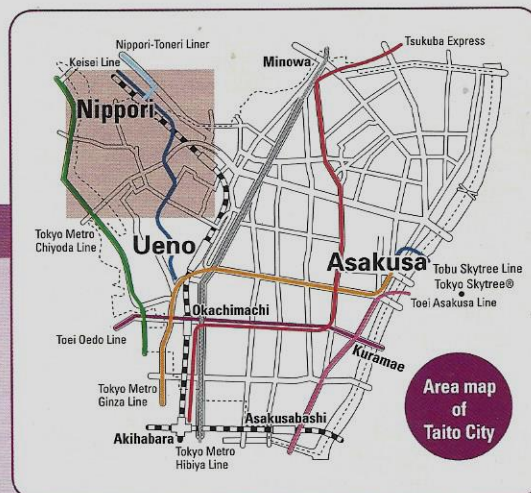 Nippori-Toneri Liner
Keisei Line
Minowa
Tsukuba Express
Nippori
Tokyo Metro
Chiyoda Line
Ueno
Asakusa
Tobu Skytree Line
Tokyo Skytree®
Toei Asakusa Line
Okachimachi
Toei Oedo Line
Kuramae
Tokyo Metro
Ginza Line
Asakusabashi
Akihabara
Tokyo Metro
Hibiya Line
Area map
of
Taito City